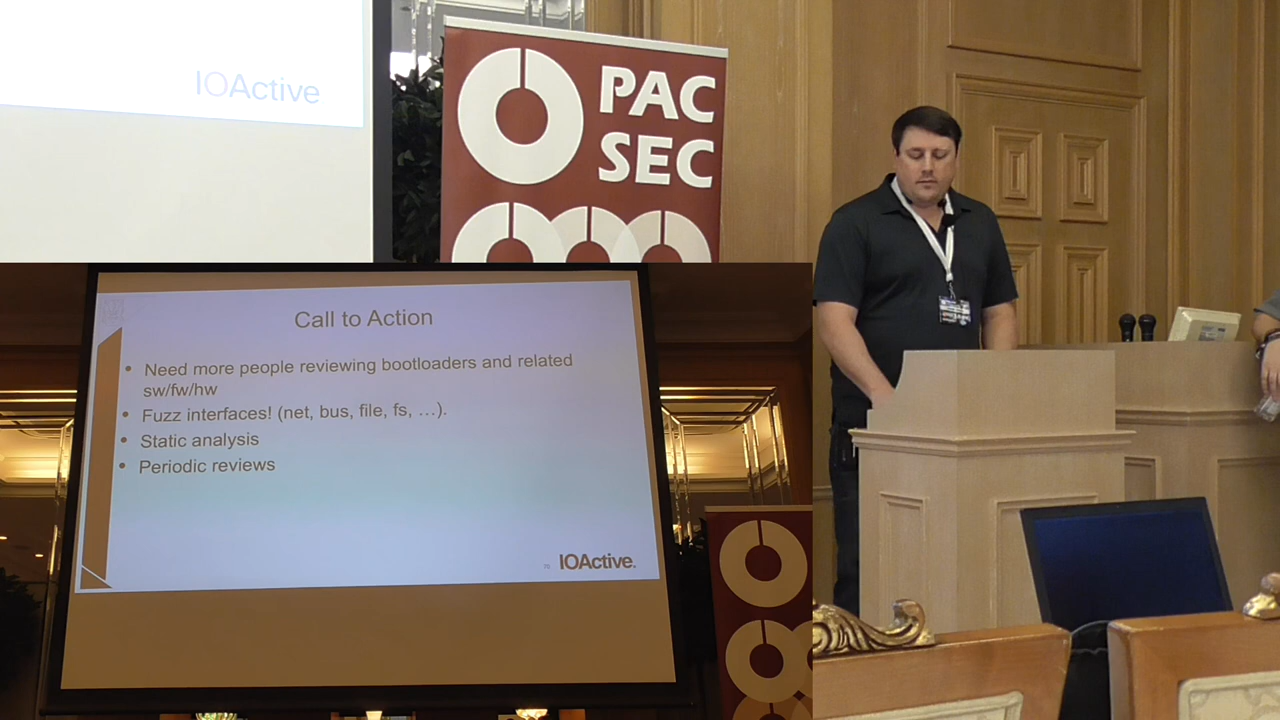 IOActive
PAC
SEC
Call to Action
• Need more people reviewing bootloaders and related
sw/fw/hw
• Fuzz interfaces! (net, bus, file, fs, …).
• Static analysis
• Periodic reviews
IOActive.